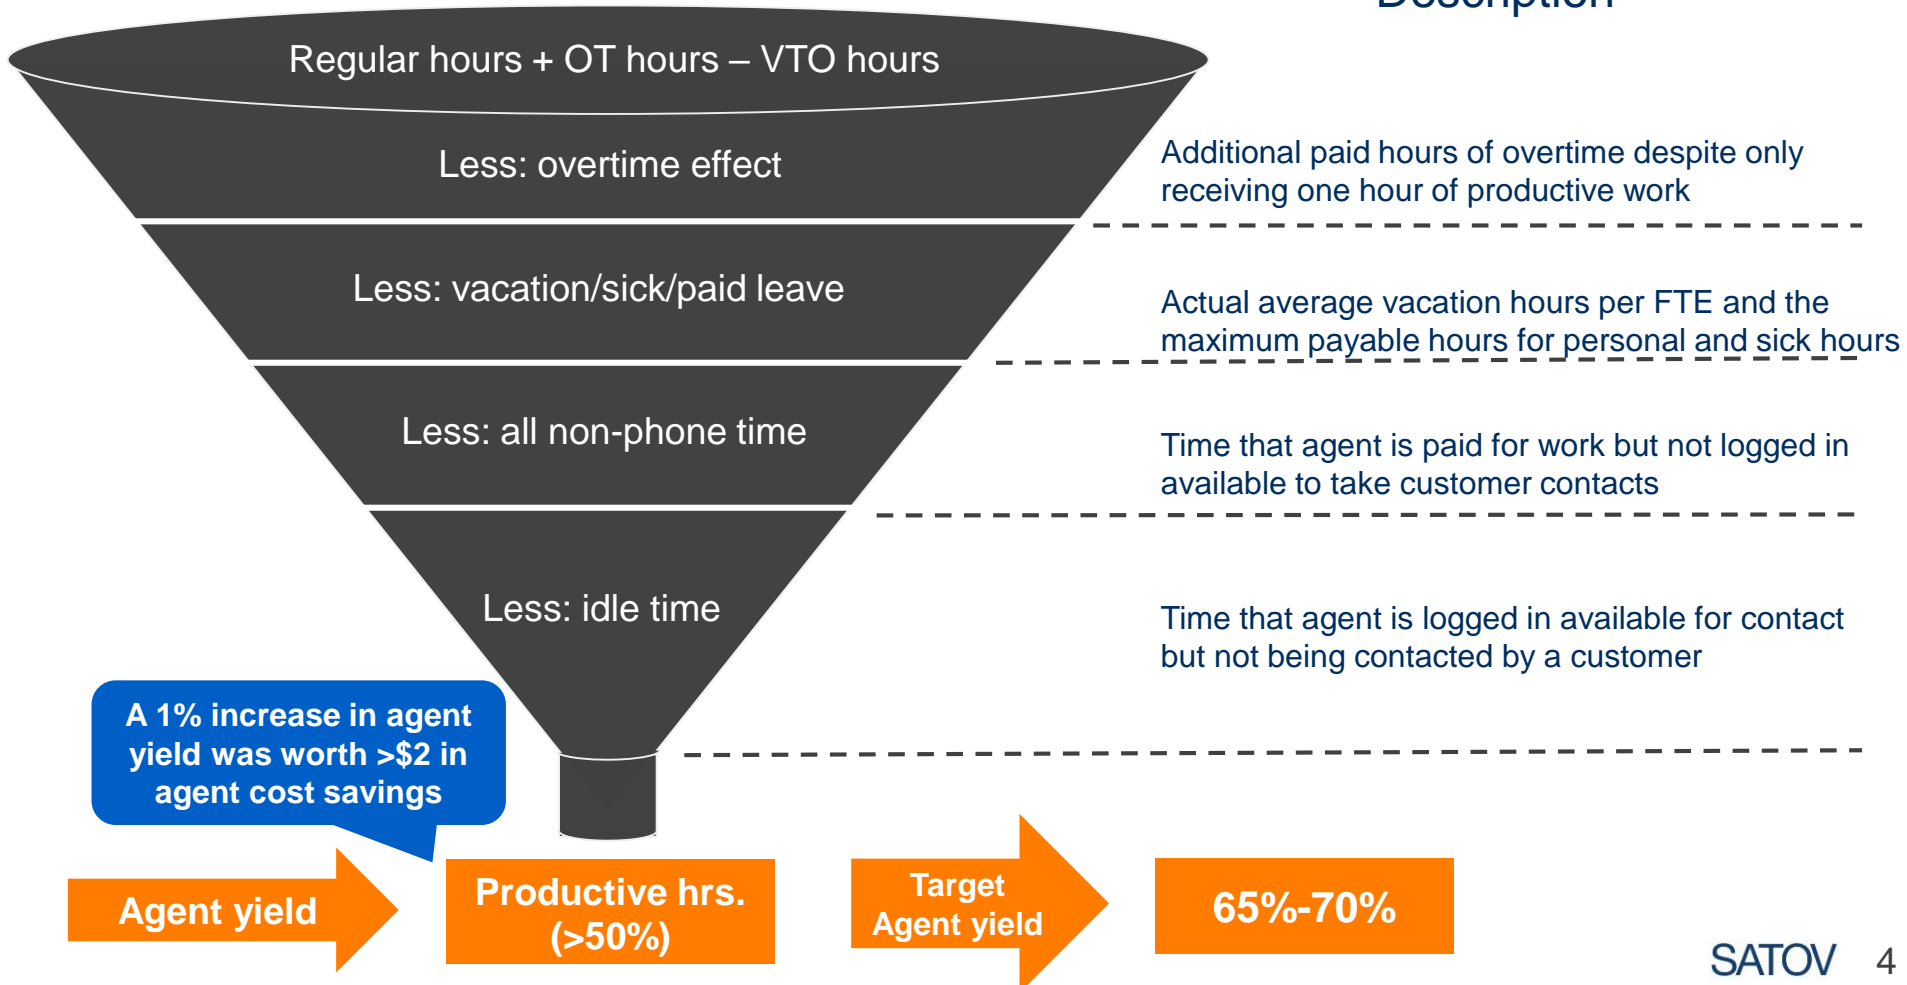 Description
Regular hours + OT hours – VTO hours
Less: overtime effect
Additional paid hours of overtime despite only
receiving one hour of productive work
Less: vacation/sick/paid leave
Actual average vacation hours per FTE and the
maximum payable hours for personal and sick hours
Less: all non-phone time
Time that agent is paid for work but not logged in
available to take customer contacts
Less: idle time
Time that agent is logged in available for contact
but not being contacted by a customer
A 1% increase in agent
yield was worth >$2 in
agent cost savings
Agent yield
Productive hrs.
(>50%)
Target
Agent yield
65%-70%
SATOV 4